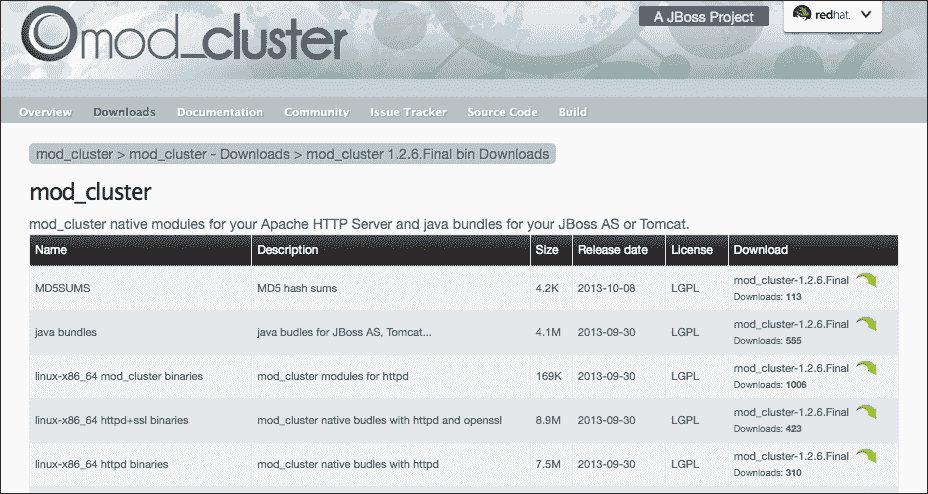 mod_cluster
A JBoss Project
redhat.
Overview Downloads Documentation Community Issue Tracker Source Code Build
mod_cluster > mod_cluster - Downloads > mod_cluster 1.2.6.Final bin Downloads
mod_cluster
mod_cluster native modules for your Apache HTTP Server and java bundles for your JBoss AS or Tomcat.
Name Description Size Release date License Download
MD5SUMS MD5 hash sums 4.2K 2013-10-08 LGPL mod_cluster-1.2.6.Final
Downloads: 113
java bundles java budles for JBoss AS, Tomcat... 4.1M 2013-09-30 LGPL mod_cluster-1.2.6.Final
Downloads: 555
linux-x86_64 mod_cluster binaries mod_cluster modules for httpd 169K 2013-09-30 LGPL mod_cluster-1.2.6.Final
Downloads: 1006
linux-x86_64 httpd+ssl binaries mod_cluster native budles with httpd and openssl 8.9M 2013-09-30 LGPL mod_cluster-1.2.6.Final
Downloads: 423
linux-x86_64 httpd binaries mod_cluster native budles with httpd 7.5M 2013-09-30 LGPL mod_cluster-1.2.6.Final
Downloads: 310